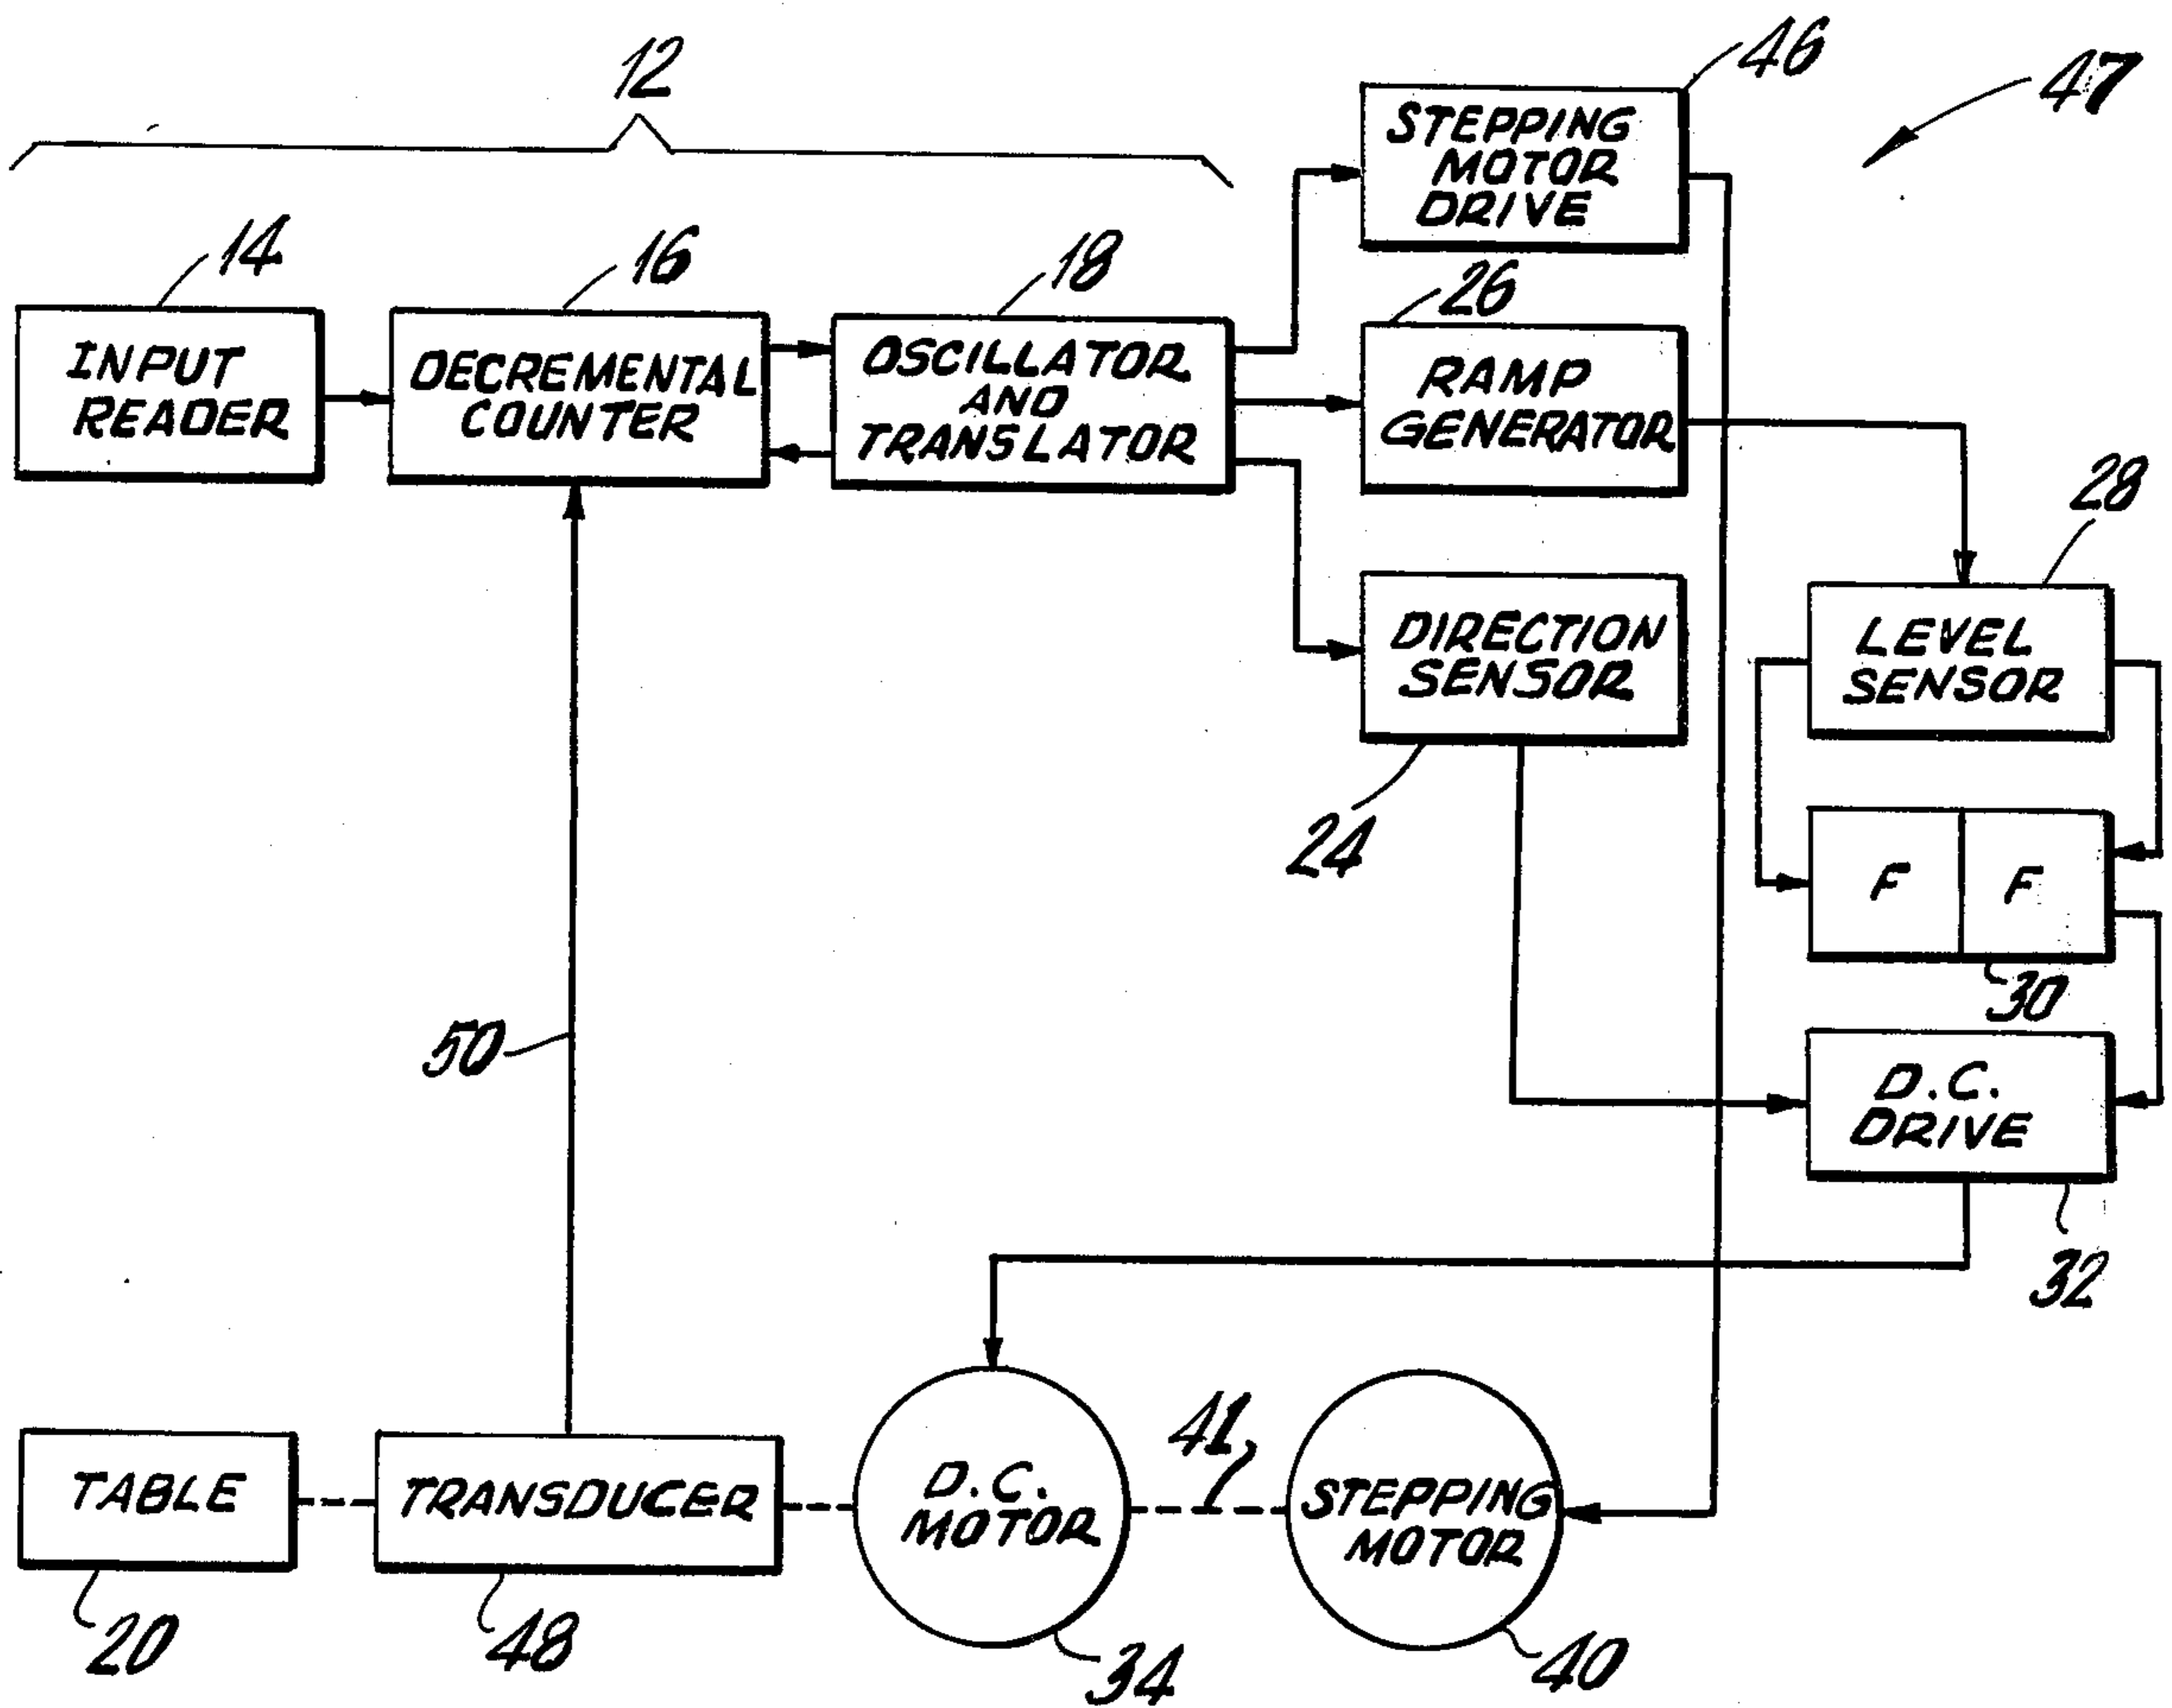 12
46
47
STEPPING
MOTOR
DRIVE
14
16
18
26
INPUT
READER
DECREMENTAL
COUNTER
OSCILLATOR
AND
TRANSLATOR
RAMP
GENERATOR
28
DIRECTION
SENSOR
LEVEL
SENSOR
24
F F
30
50
D.C.
DRIVE
32
41
TABLE
TRANSDUCER
D.C.
MOTOR
STEPPING
MOTOR
20
48
34
40